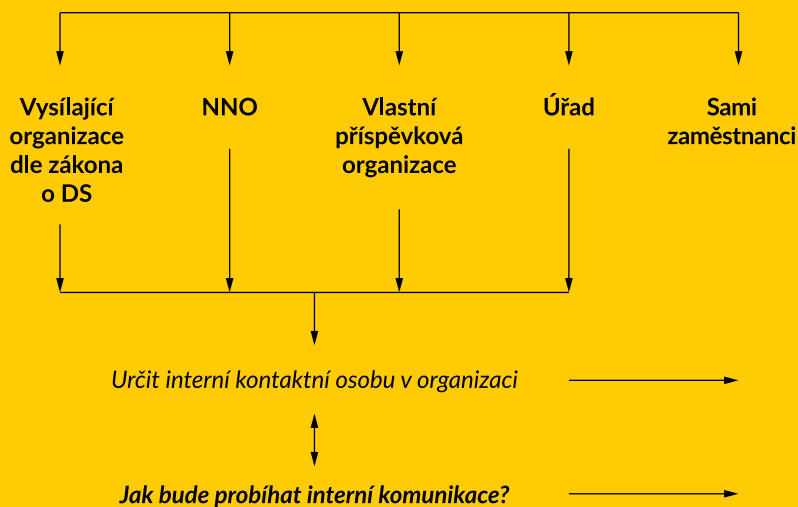 Vysílající
organizace
dle zákona
o DS
NNO
Vlastní
příspěvková
organizace
Úřad
Sami
zaměstnanci
Určit interní kontaktní osobu v organizaci
Jak bude probíhat interní komunikace?